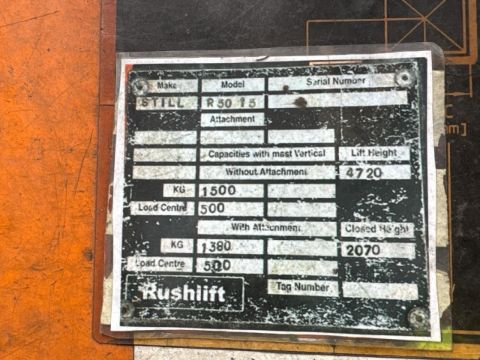 Make Model Serial Number
STILL R50 15
Attachment
Capacities with mast Vertical Lift Height
Without Attachment 4720
KG 1500
Load Centre 500
With Attachment Closed Height
KG 1380 2070
Load Centre 500
Rushlift Tag Number